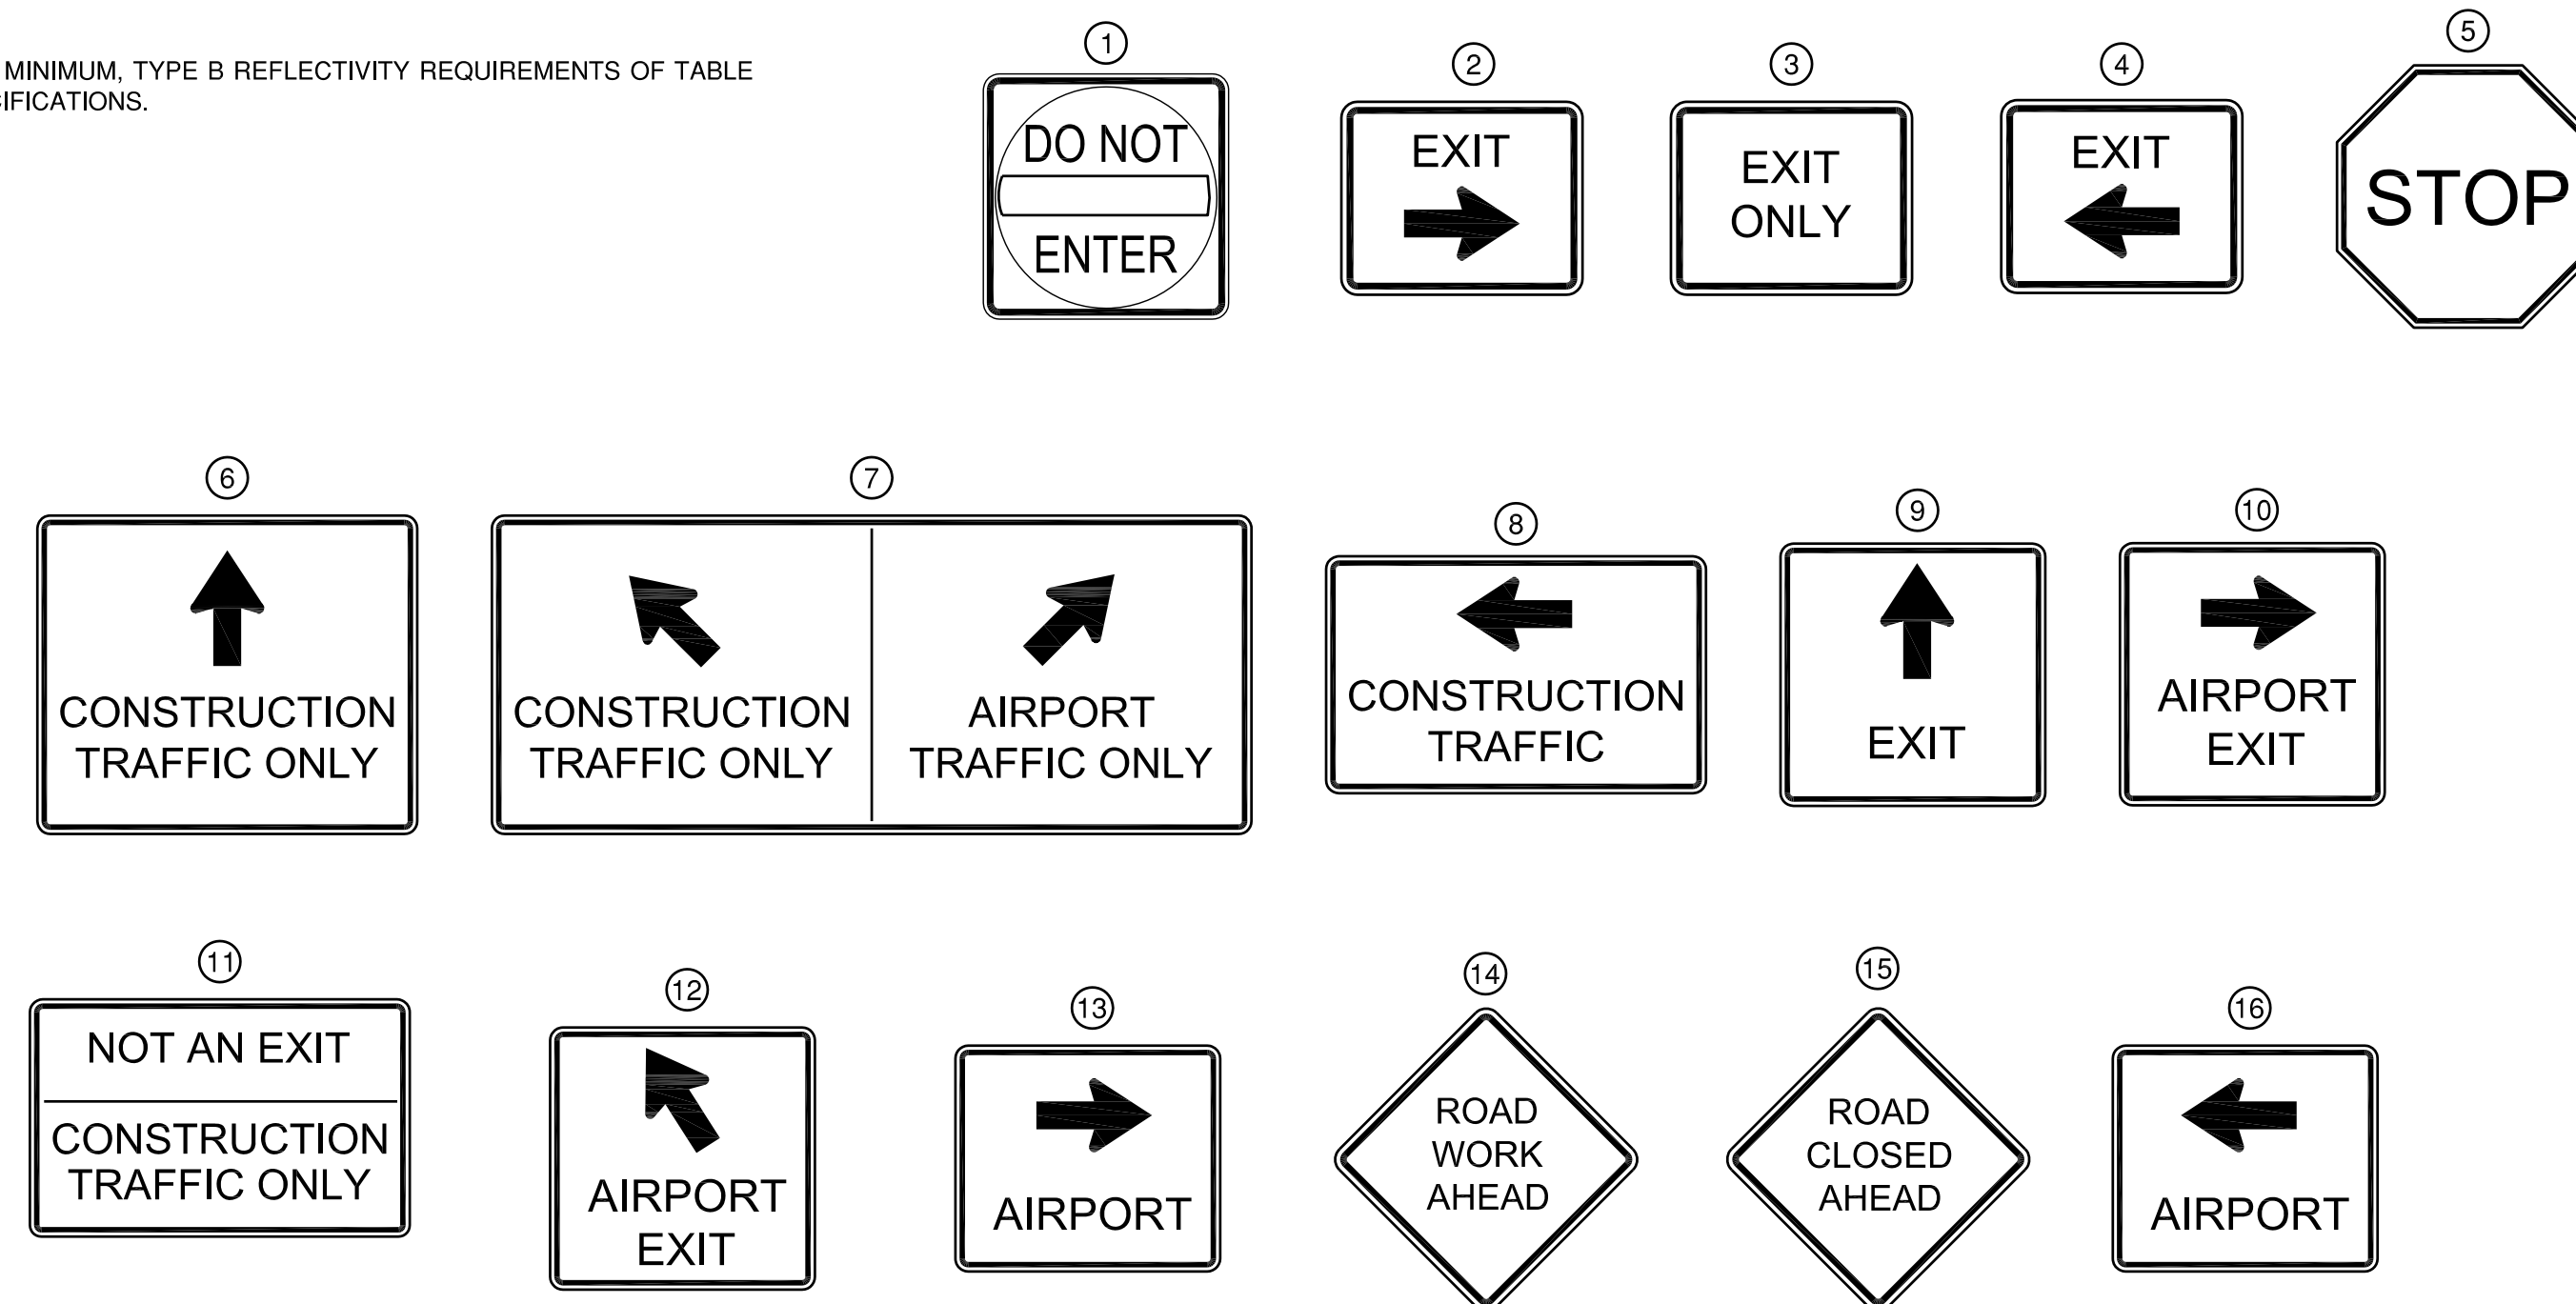 MINIMUM, TYPE B REFLECTIVITY REQUIREMENTS OF TABLE
CIFICATIONS.
1
DO NOT
ENTER
2
EXIT
3
EXIT
ONLY
4
EXIT
5
STOP
6
CONSTRUCTION
TRAFFIC ONLY
7
CONSTRUCTION
TRAFFIC ONLY
AIRPORT
TRAFFIC ONLY
8
CONSTRUCTION
TRAFFIC
9
EXIT
10
AIRPORT
EXIT
11
NOT AN EXIT
CONSTRUCTION
TRAFFIC ONLY
12
AIRPORT
EXIT
13
AIRPORT
14
ROAD
WORK
AHEAD
15
ROAD
CLOSED
AHEAD
16
AIRPORT